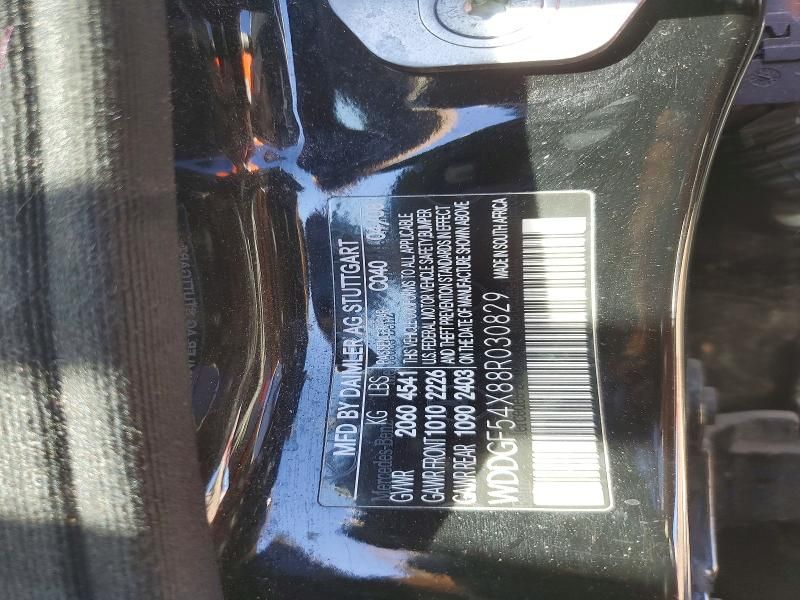 MFD BY DAIMLER AG STUTTGART
Mercedes-Benz KG LBS C040
GVWR 2060 4541 THIS VEHICLE CONFORMS TO ALL APPLICABLE
GAWR FRONT 1010 2226 U.S. FEDERAL MOTOR VEHICLE SAFETY BUMPER
AND THEFT PREVENTION STANDARDS IN EFFECT
GAWR REAR 1090 2403 ON THE DATE OF MANUFACTURE SHOWN ABOVE
WDDGF54X88R030829 MADE IN SOUTH AFRICA